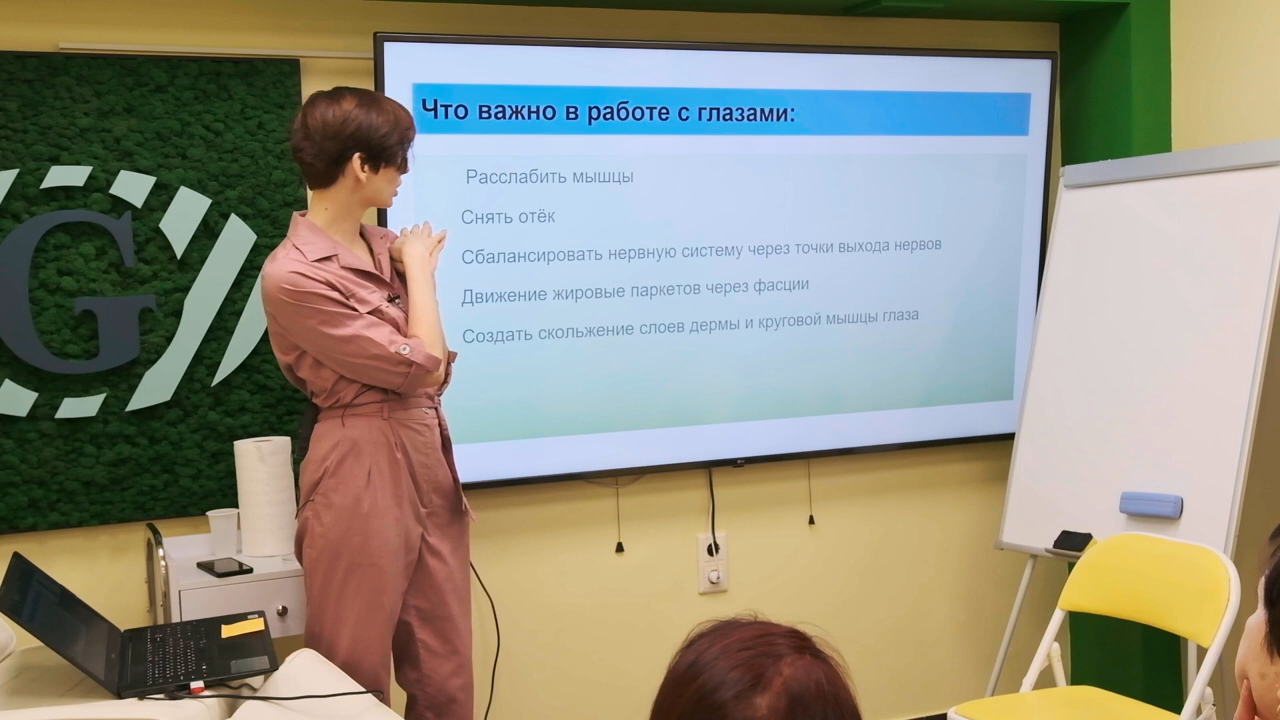 Что важно в работе с глазами:
Расслабить мышцы
Снять отёк
Сбалансировать нервную систему через точки выхода нервов
Движение жировые паркетов через фасции
Создать скольжение слоев дермы и круговой мышцы глаза
G